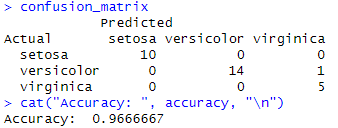 > confusion_matrix
            Predicted
Actual       setosa versicolor virginica
  setosa         10          0         0
  versicolor      0         14         1
  virginica       0          0         5
> cat("Accuracy: ", accuracy, "\n")
Accuracy:  0.9666667